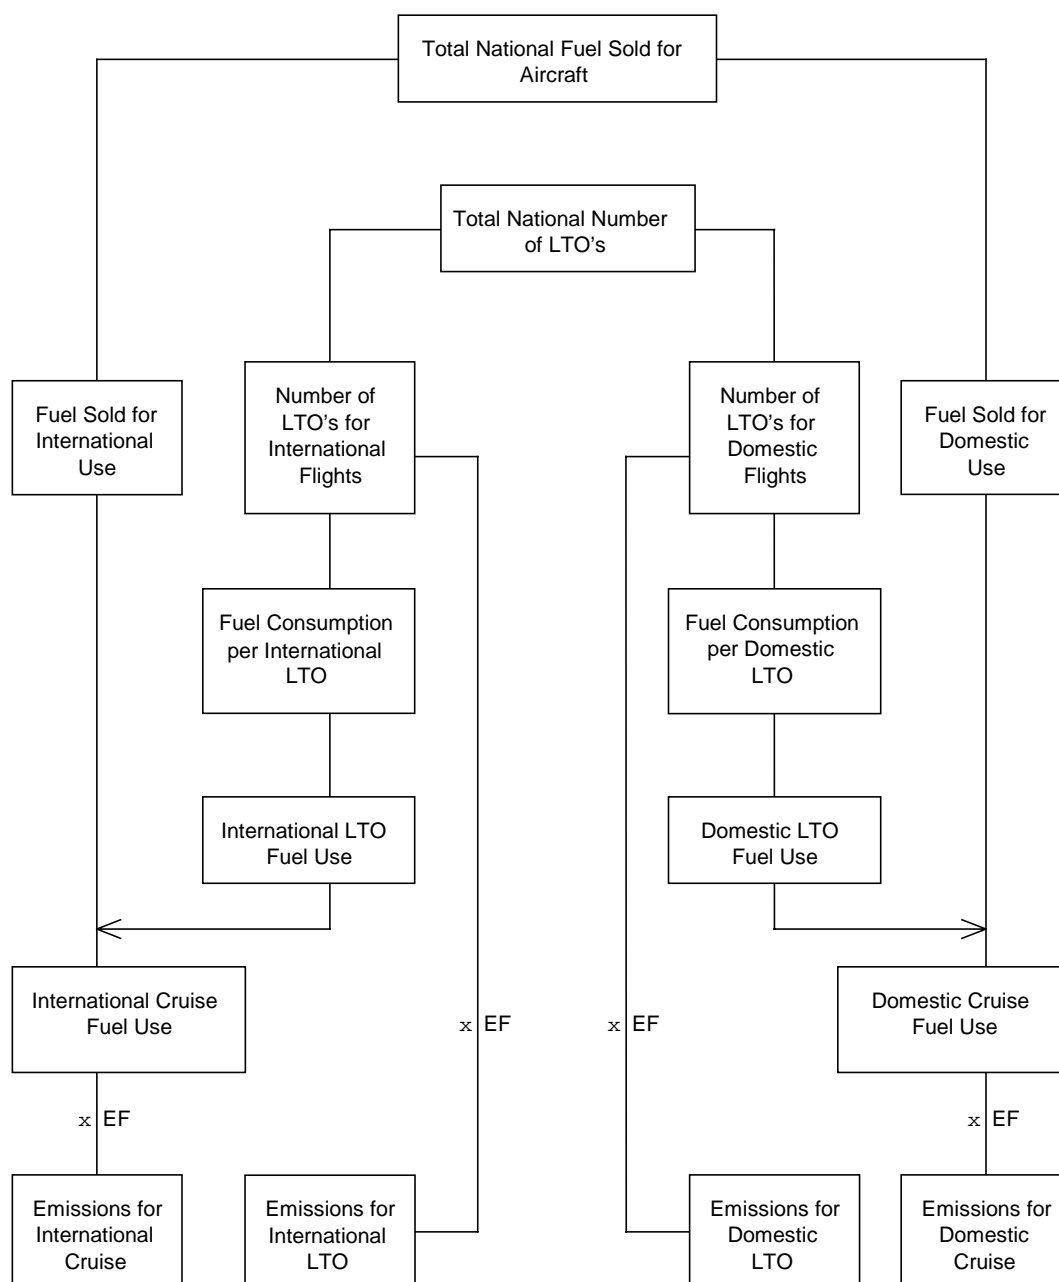 Total National Fuel Sold for
Aircraft
Total National Number
of LTO's
Fuel Sold for
International
Use
Number of
LTO's for
International
Flights
Number of
LTO's for
Domestic
Flights
Fuel Sold for
Domestic
Use
Fuel Consumption
per International
LTO
Fuel Consumption
per Domestic
LTO
International LTO
Fuel Use
Domestic LTO
Fuel Use
International Cruise
Fuel Use
x EF
x EF
Domestic Cruise
Fuel Use
x EF
x EF
Emissions for
International
Cruise
Emissions for
International
LTO
Emissions for
Domestic
LTO
Emissions for
Domestic
Cruise